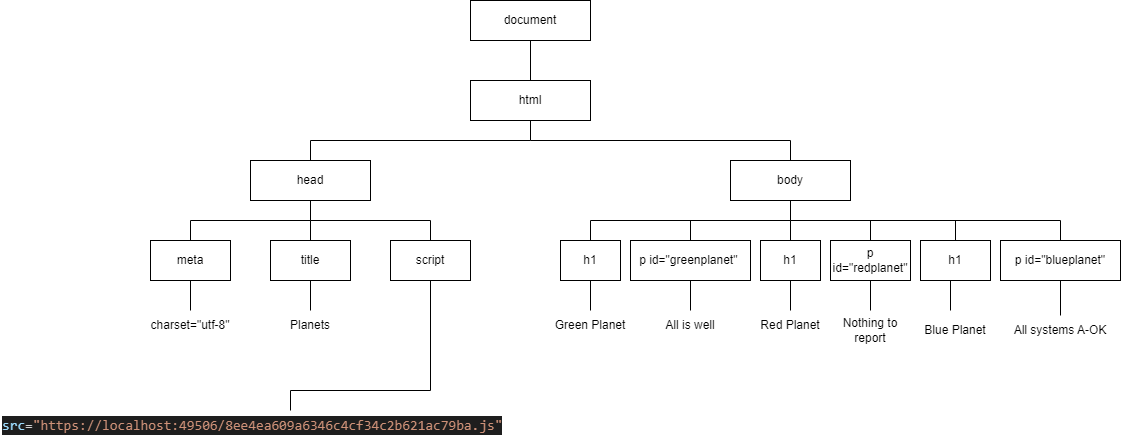 document
html
head
body
meta
title
script
h1
p id="greenplanet"
h1
p
id="redplanet"
h1
p id="blueplanet"
charset="utf-8"
Planets
Green Planet
All is well
Red Planet
Nothing to
report
Blue Planet
All systems A-OK
src="https://localhost:49506/8ee4ea609a6346c4cf34c2b621ac79ba.js"